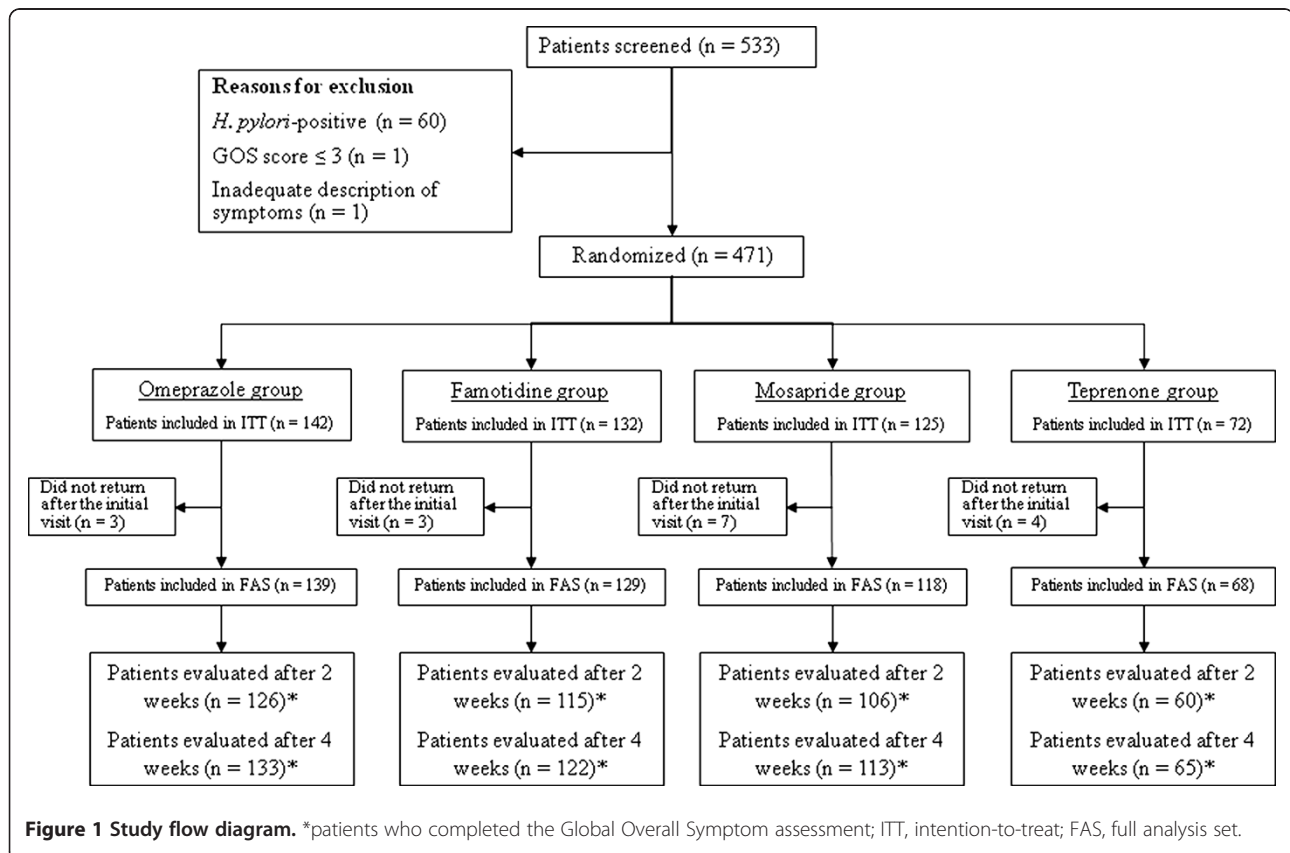 Patients screened (n = 533)
Reasons for exclusion
H. pylori-positive (n = 60)
GOS score ≤ 3 (n = 1)
Inadequate description of
symptoms (n = 1)
Randomized (n = 471)
Omeprazole group
Patients included in ITT (n = 142)
Famotidine group
Patients included in ITT (n = 132)
Mosapride group
Patients included in ITT (n = 125)
Teprenone group
Patients included in ITT (n = 72)
Did not return
after the initial
visit (n = 3)
Did not return
after the initial
visit (n = 3)
Did not return
after the initial
visit (n = 7)
Did not return
after the initial
visit (n = 4)
Patients included in FAS (n = 139)
Patients included in FAS (n = 129)
Patients included in FAS (n = 118)
Patients included in FAS (n = 68)
Patients evaluated after 2
weeks (n = 126)*
Patients evaluated after 4
weeks (n = 133)*
Patients evaluated after 2
weeks (n = 115)*
Patients evaluated after 4
weeks (n = 122)*
Patients evaluated after 2
weeks (n = 106)*
Patients evaluated after 4
weeks (n = 113)*
Patients evaluated after 2
weeks (n = 60)*
Patients evaluated after 4
weeks (n = 65)*
Figure 1 Study flow diagram. *patients who completed the Global Overall Symptom assessment; ITT, intention-to-treat; FAS, full analysis set.